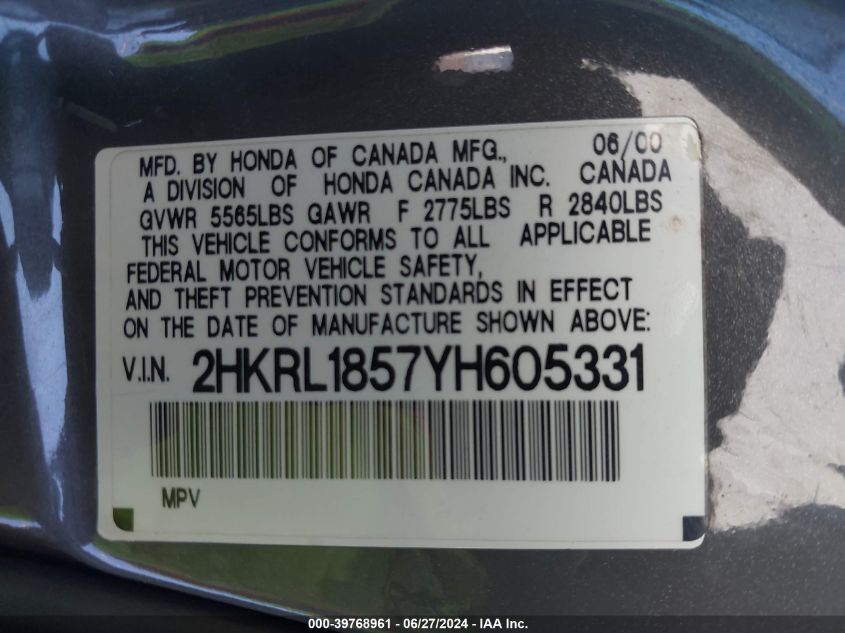 MFD. BY HONDA OF CANADA MFG., 06/00
A DIVISION OF HONDA CANADA INC. CANADA
GVWR 5565LBS GAWR F 2775LBS R 2840LBS
THIS VEHICLE CONFORMS TO ALL APPLICABLE
FEDERAL MOTOR VEHICLE SAFETY,
AND THEFT PREVENTION STANDARDS IN EFFECT
ON THE DATE OF MANUFACTURE SHOWN ABOVE:
V.I.N. 2HKRL1857YH605331
MPV
000-39768961 - 06/27/2024 - IAA Inc.